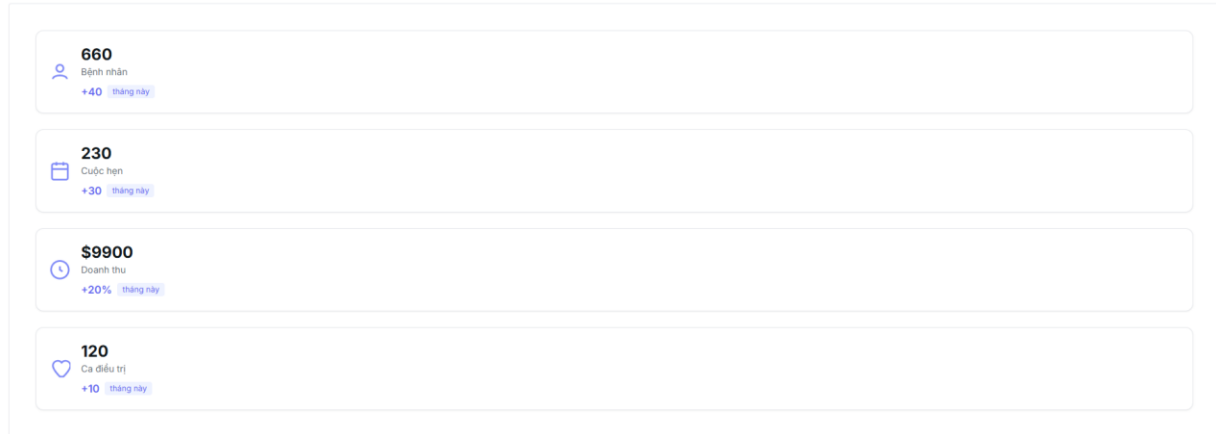 660
Bệnh nhân
+40 tháng này
230
Cuộc hẹn
+30 tháng này
$9900
Doanh thu
+20% tháng này
120
Ca điều trị
+10 tháng này